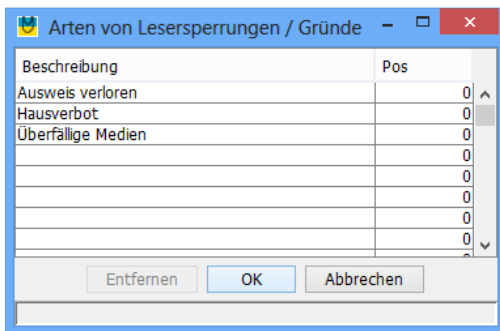 Arten von Lesersperrungen / Gründe
Beschreibung Pos
Ausweis verloren 0
Hausverbot 0
Überfällige Medien 0
0
0
0
0
0
Entfernen OK Abbrechen